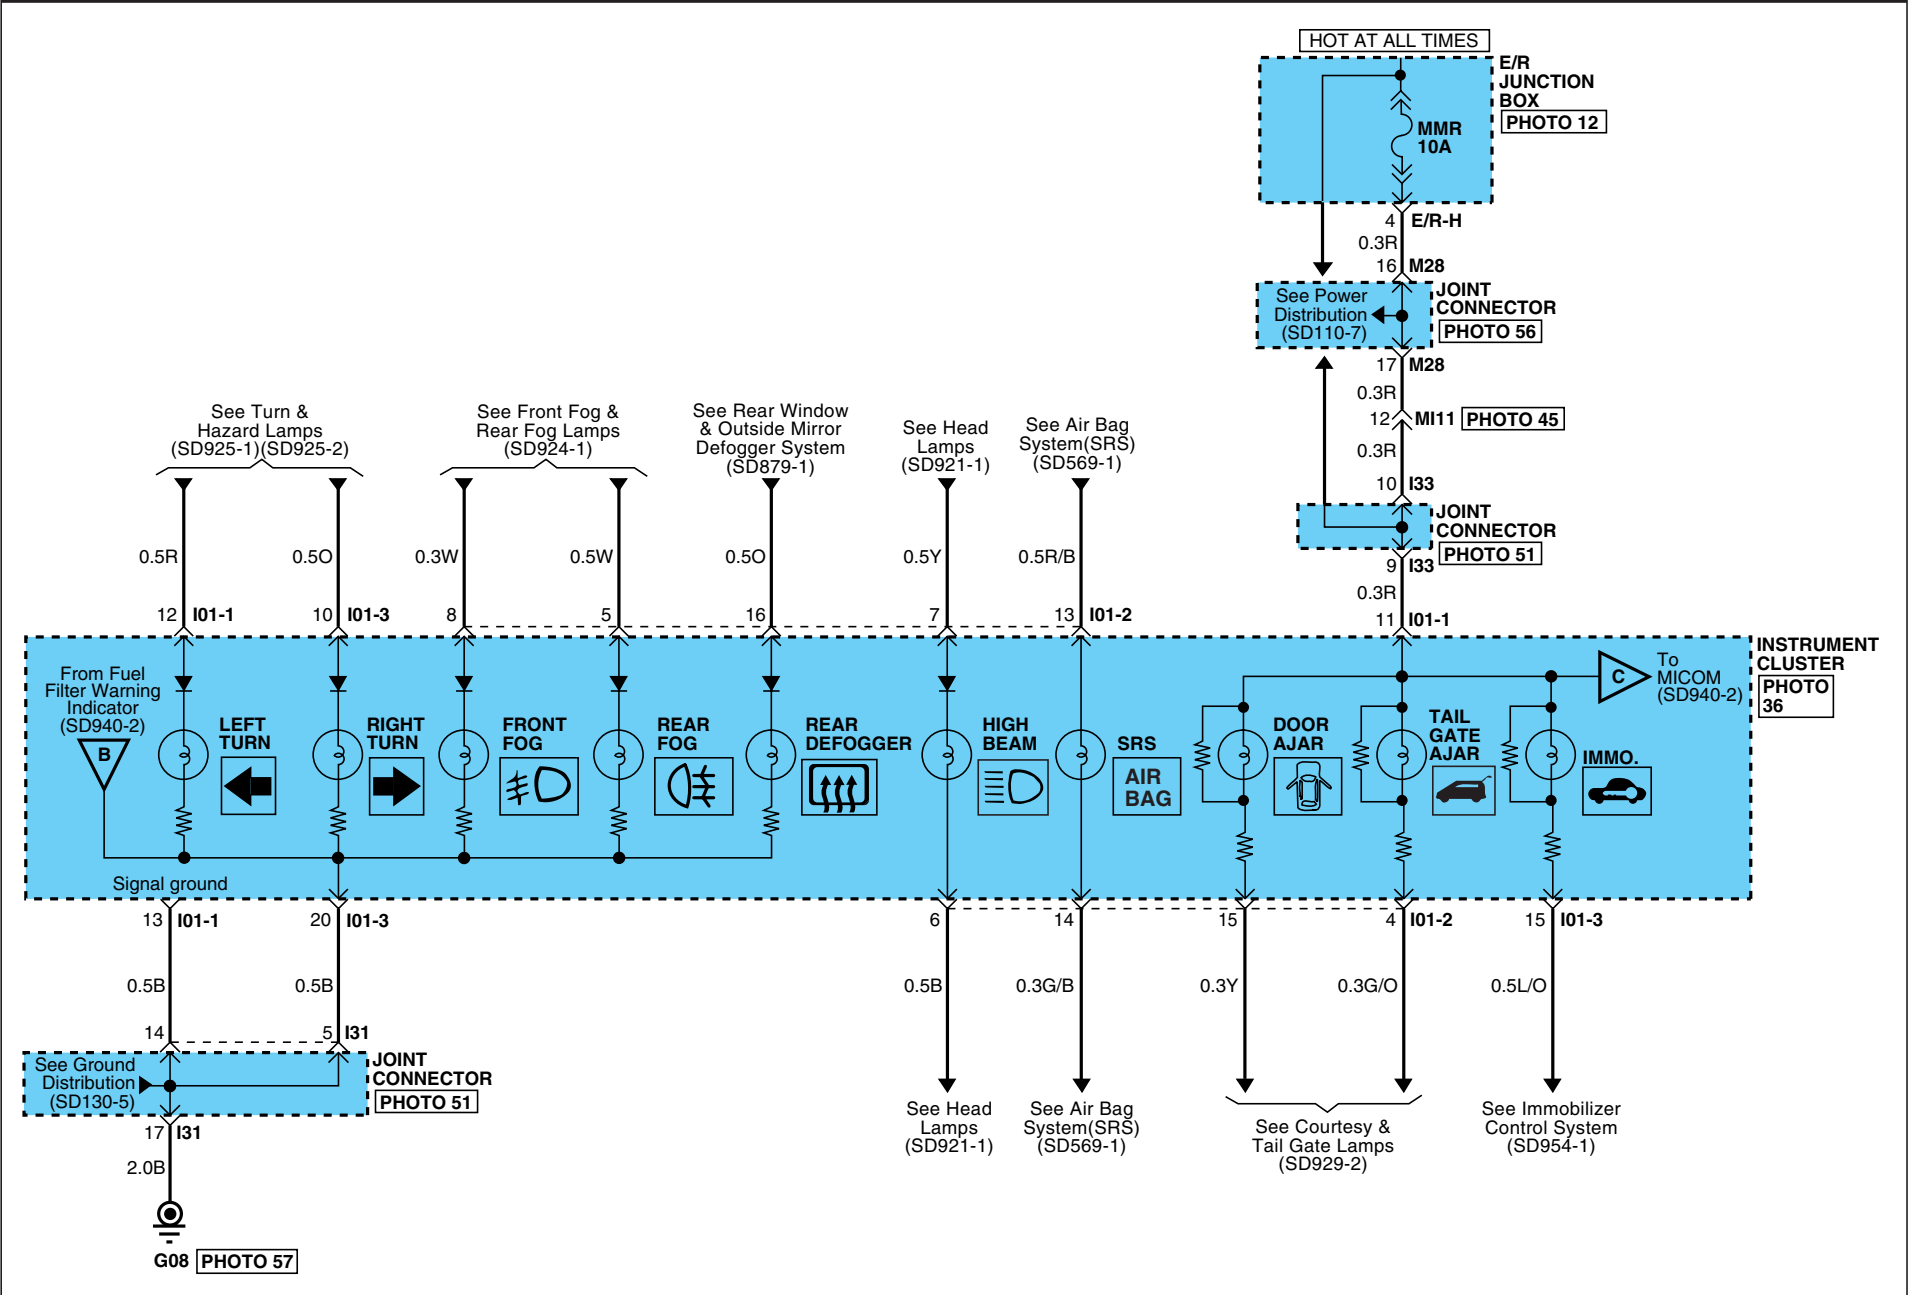 HOT AT ALL TIMES
E/R
JUNCTION
BOX
PHOTO 12
MMR
10A
4 E/R-H
0.3R
16 M28
See Power
Distribution
(SD110-7)
JOINT
CONNECTOR
PHOTO 56
17 M28
0.3R
12 MI11 PHOTO 45
0.3R
10 I33
JOINT
CONNECTOR
PHOTO 51
9 I33
0.3R
11 I01-1
See Turn &
Hazard Lamps
(SD925-1)(SD925-2)
See Front Fog &
Rear Fog Lamps
(SD924-1)
See Rear Window
& Outside Mirror
Defogger System
(SD879-1)
See Head
Lamps
(SD921-1)
See Air Bag
System(SRS)
(SD569-1)
0.5R 0.5O 0.3W 0.5W 0.5O 0.5Y 0.5R/B
12 I01-1 10 I01-3 8 5 16 7 13 I01-2
INSTRUMENT
CLUSTER
PHOTO
36
From Fuel
Filter Warning
Indicator
(SD940-2)
B
LEFT
TURN
RIGHT
TURN
FRONT
FOG
REAR
FOG
REAR
DEFOGGER
HIGH
BEAM
SRS
AIR
BAG
DOOR
AJAR
TAIL
GATE
AJAR
IMMO.
C
To
MICOM
(SD940-2)
Signal ground
13 I01-1 20 I01-3 6 14 15 4 I01-2 15 I01-3
0.5B 0.5B 0.5B 0.3G/B 0.3Y 0.3G/O 0.5L/O
14 5 I31
See Ground
Distribution
(SD130-5)
JOINT
CONNECTOR
PHOTO 51
17 I31
2.0B
G08 PHOTO 57
See Head
Lamps
(SD921-1)
See Air Bag
System(SRS)
(SD569-1)
See Courtesy &
Tail Gate Lamps
(SD929-2)
See Immobilizer
Control System
(SD954-1)